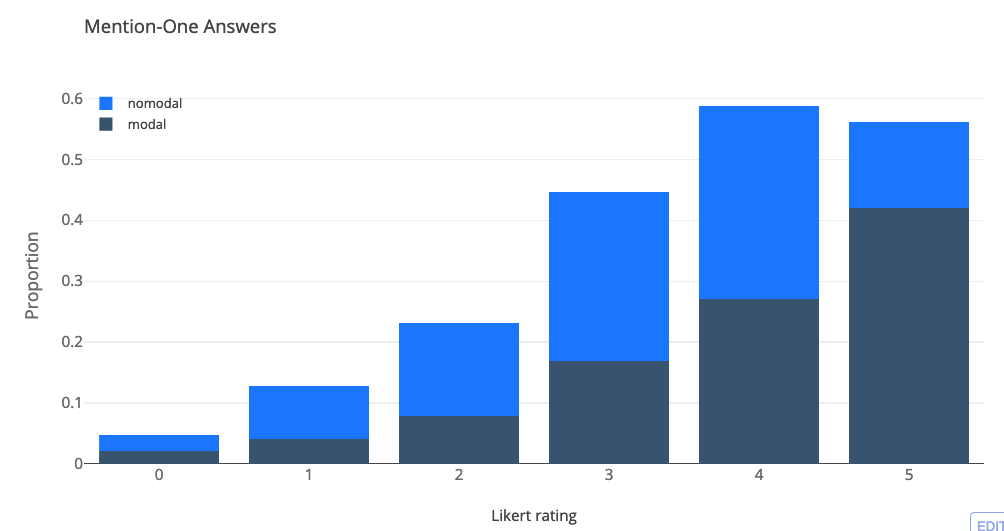 Mention-One Answers
nomodal
modal
0.6
0.5
0.4
0.3
0.2
0.1
0
Proportion
0 1 2 3 4 5
Likert rating
EDIT